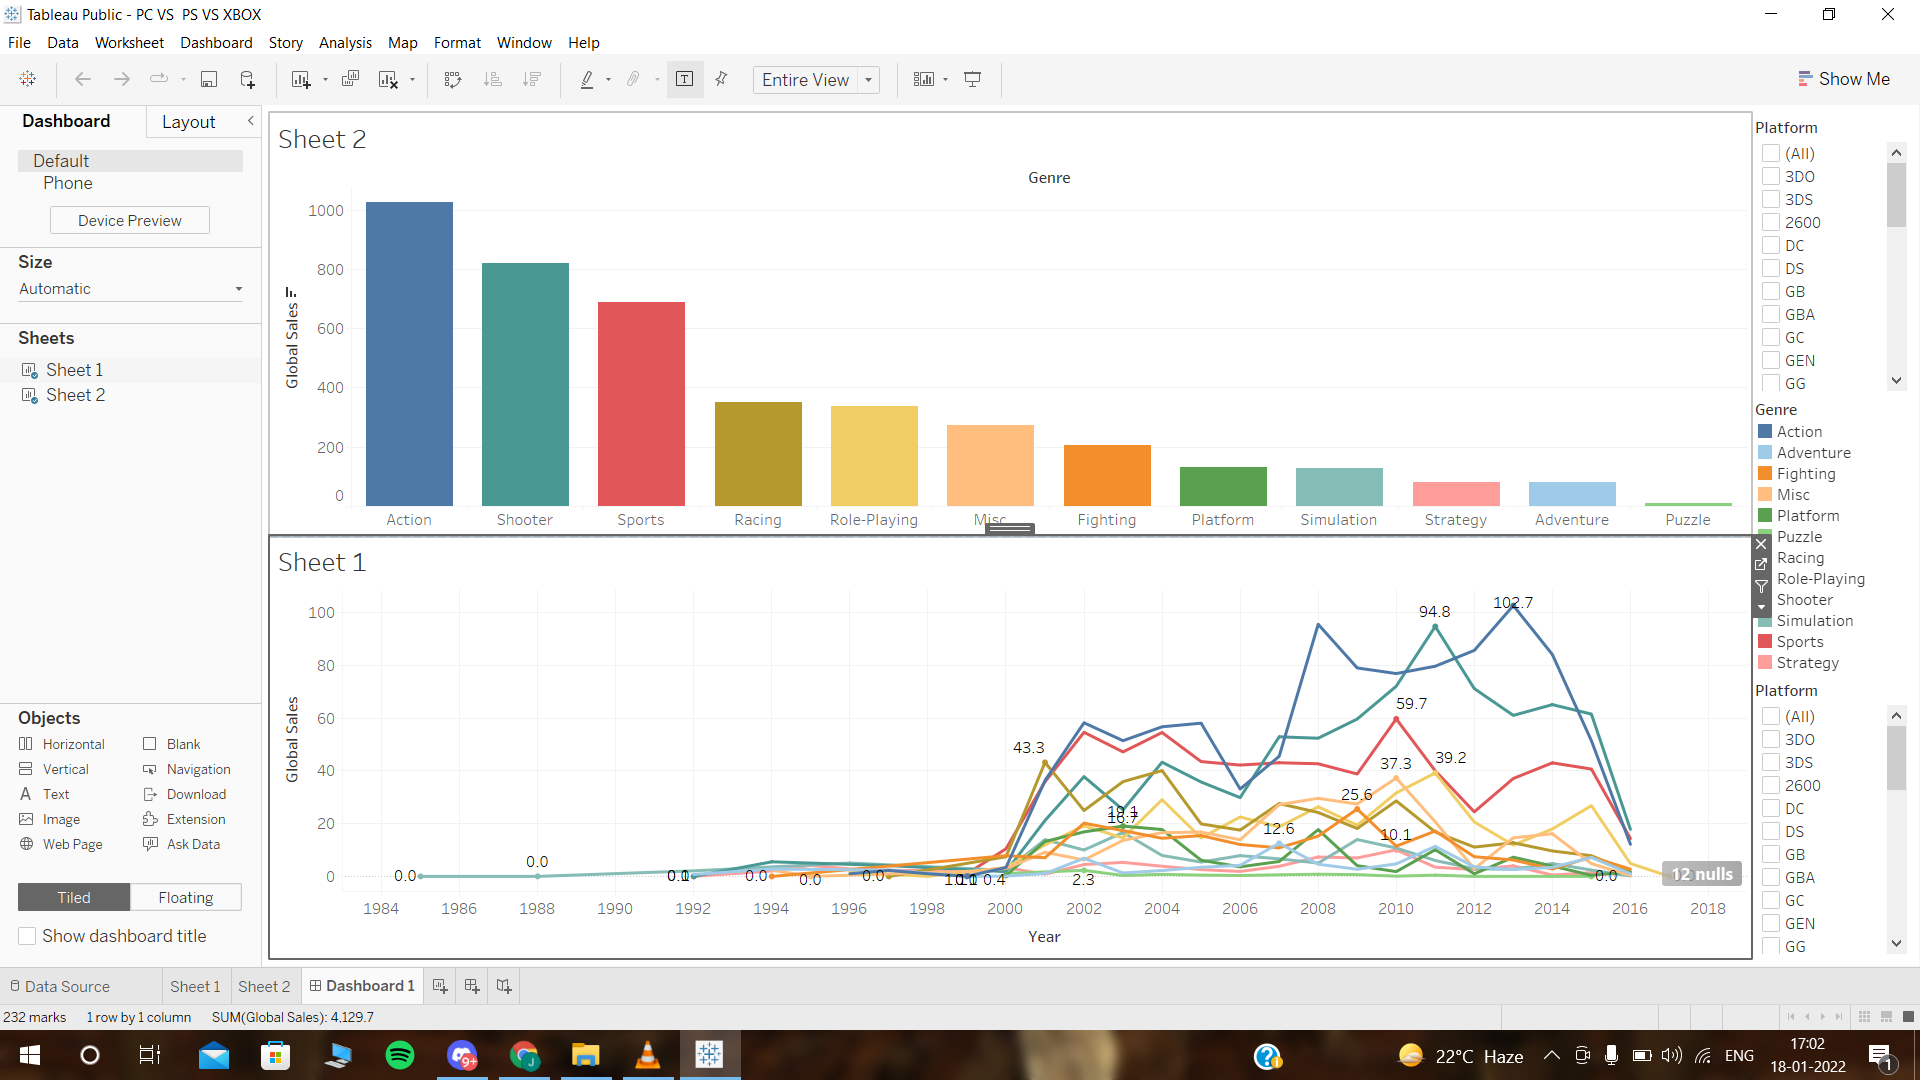 Tableau Public - PC VS  PS VS XBOX
File Data Worksheet Dashboard Story Analysis Map Format Window Help
Entire View
Show Me
Dashboard
Layout
Default
Phone
Device Preview
Size
Automatic
Sheets
Sheet 1
Sheet 2
Objects
Horizontal Blank
Vertical Navigation
Text Download
Image Extension
Web Page Ask Data
Tiled Floating
Show dashboard title
Sheet 2
Genre
Global Sales
1000
800
600
400
200
0
Action Shooter Sports Racing Role-Playing Misc Fighting Platform Simulation Strategy Adventure Puzzle
Sheet 1
Global Sales
100
80
60
40
20
0
102.7
94.8
59.7
43.3
39.2
37.3
25.6
19.1
16.7
12.6
10.1
0.0
0.0
0.0
0.0
0.0
0.4
2.3
0.0
12 nulls
1984 1986 1988 1990 1992 1994 1996 1998 2000 2002 2004 2006 2008 2010 2012 2014 2016 2018
Year
Platform
(All)
3DO
3DS
2600
DC
DS
GB
GBA
GC
GEN
GG
Genre
Action
Adventure
Fighting
Misc
Platform
Puzzle
Racing
Role-Playing
Shooter
Simulation
Sports
Strategy
Platform
(All)
3DO
3DS
2600
DC
DS
GB
GBA
GC
GEN
GG
Data Source Sheet 1 Sheet 2 Dashboard 1
232 marks 1 row by 1 column SUM(Global Sales): 4,129.7
9+
J
22°C Haze
ENG
17:02
18-01-2022
1